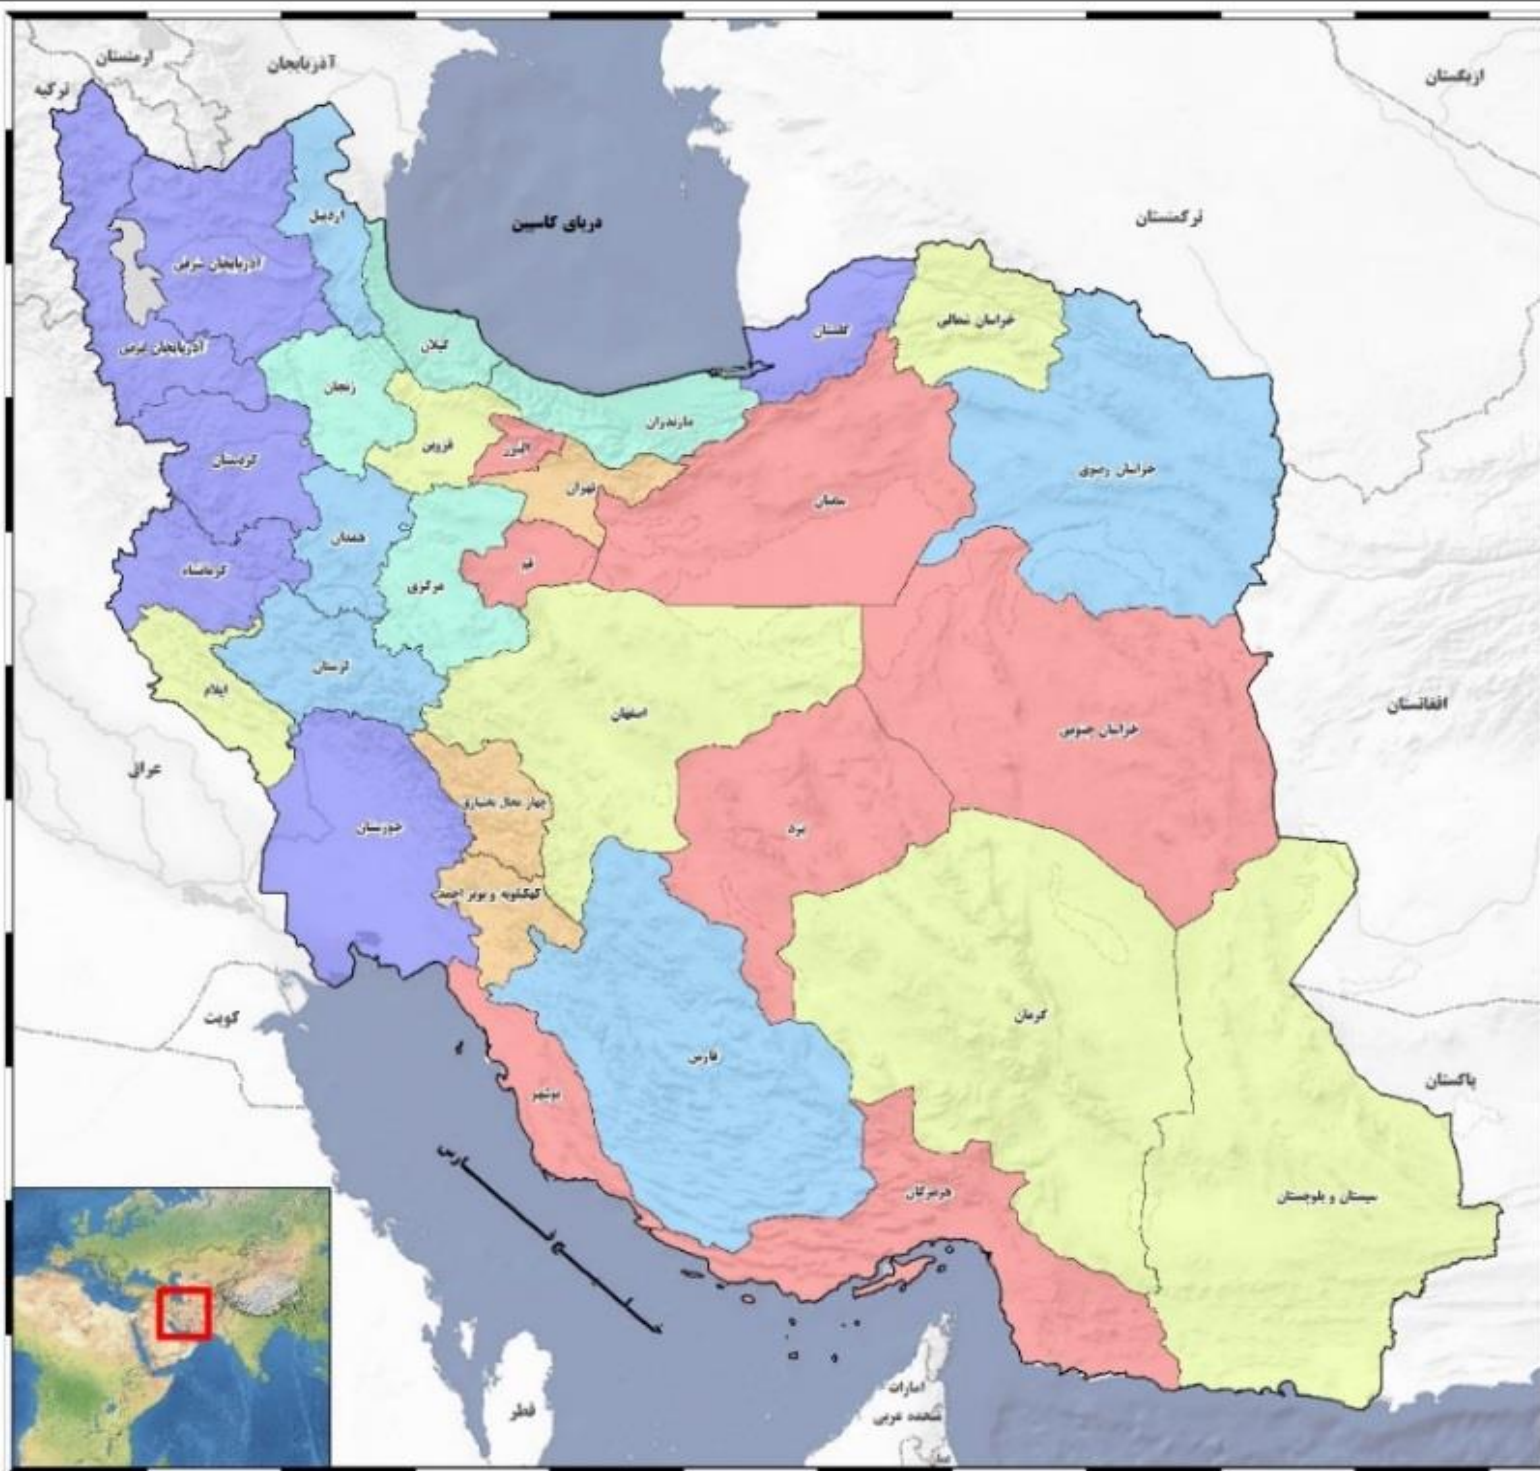 ارمنستان
آذربایجان
ازبکستان
ترکیه
ترکمنستان
دریای کاسپین
اردبیل
آذربایجان شرقی
آذربایجان غربی
گیلان
گلستان
خراسان شمالی
زنجان
مازندران
قزوین
البرز
کردستان
تهران
خراسان رضوی
سمنان
همدان
کرمانشاه
مرکزی
قم
لرستان
ایلام
اصفهان
خراسان جنوبی
افغانستان
عراق
چهار محال بختیاری
خوزستان
یزد
کهگیلویه و بویر احمد
کویت
فارس
کرمان
بوشهر
پاکستان
خلیج فارس
هرمزگان
سیستان و بلوچستان
امارات
متحده عربی
قطر